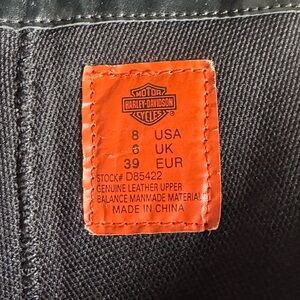 MOTOR
HARLEY-DAVIDSON
CYCLES
®
8 USA
6 UK
39 EUR
STOCK# D85422
GENUINE LEATHER UPPER
BALANCE MANMADE MATERIAL
MADE IN CHINA